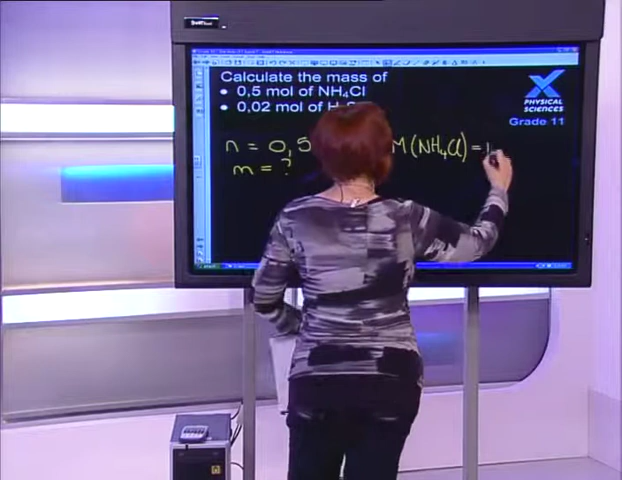 Calculate the mass of
• 0,5 mol of NH₄Cl
• 0,02 mol of
PHYSICAL
SCIENCES
Grade 11
n = 0,5
M(NH₄Cl) =
m = ?